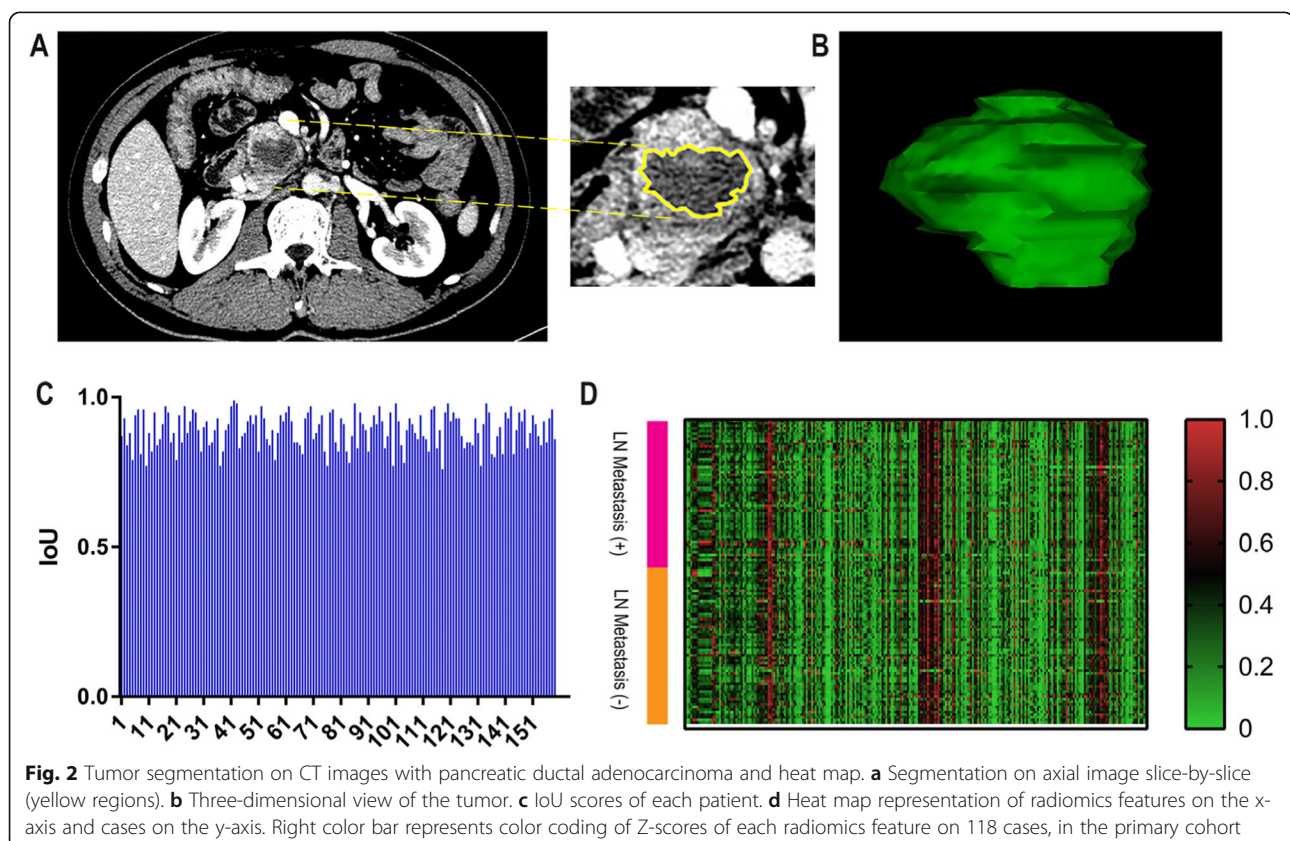 A
B
C
IoU
1.0
0.5
0.0
1 11 21 31 41 51 61 71 81 91 101 111 121 131 141 151
D
LN Metastasis (+)
LN Metastasis (-)
1.0
0.8
0.6
0.4
0.2
0
Fig. 2 Tumor segmentation on CT images with pancreatic ductal adenocarcinoma and heat map. a Segmentation on axial image slice-by-slice
(yellow regions). b Three-dimensional view of the tumor. c IoU scores of each patient. d Heat map representation of radiomics features on the x-
axis and cases on the y-axis. Right color bar represents color coding of Z-scores of each radiomics feature on 118 cases, in the primary cohort